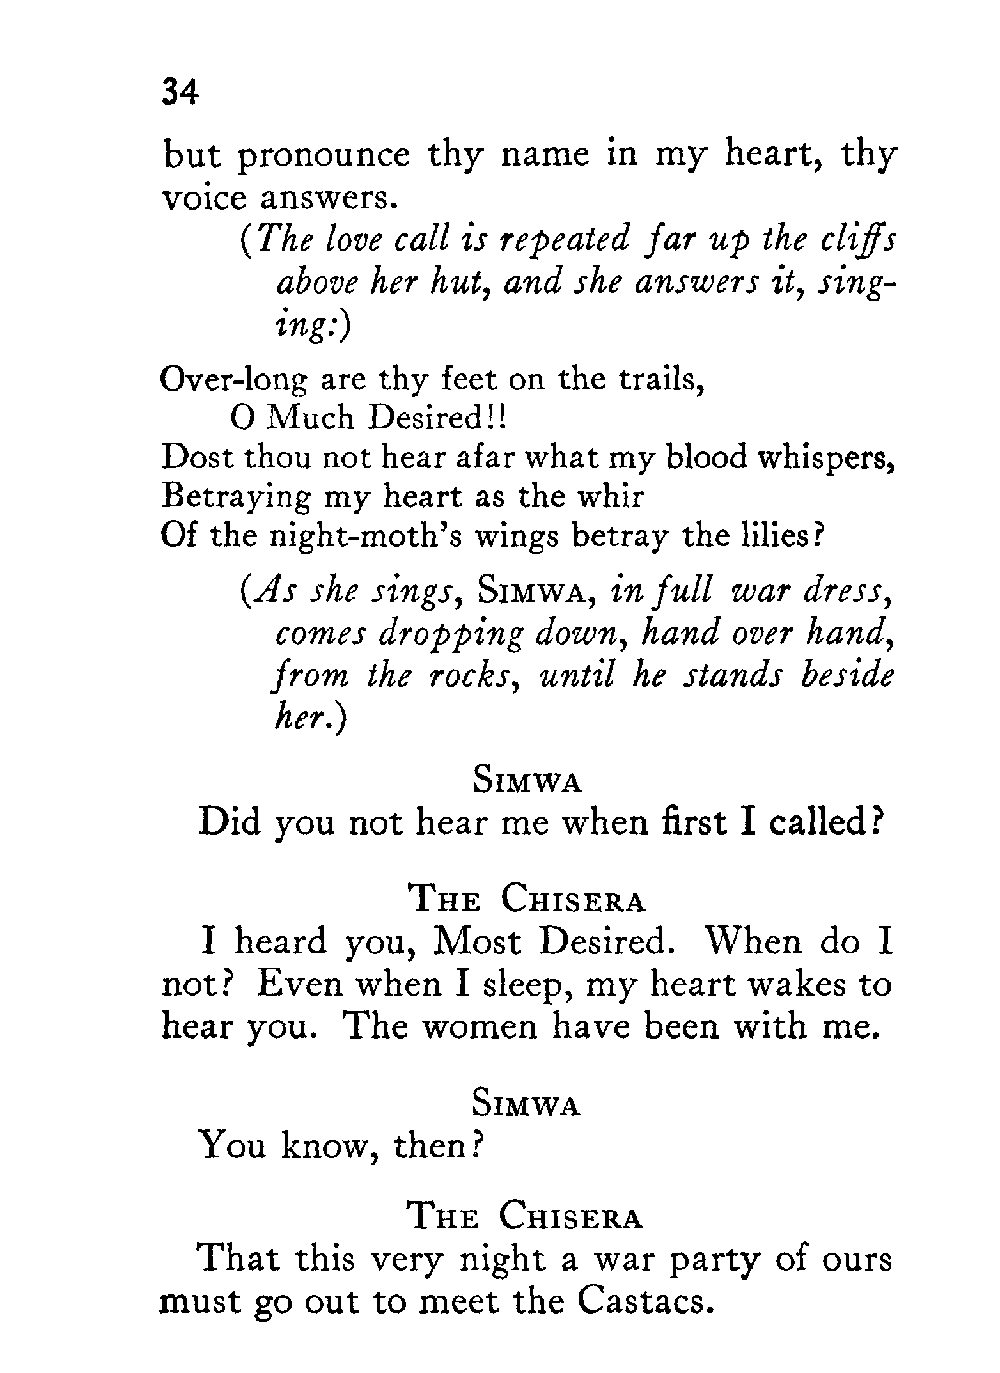 34
but pronounce thy name in my heart, thy
voice answers.
(The love call is repeated far up the cliffs
above her hut, and she answers it, sing-
ing:)
Over-long are thy feet on the trails,
O Much Desired!!
Dost thou not hear afar what my blood whispers,
Betraying my heart as the whir
Of the night-moth's wings betray the lilies?
(As she sings, SIMWA, in full war dress,
comes dropping down, hand over hand,
from the rocks, until he stands beside
her.)
SIMWA
Did you not hear me when first I called?
THE CHISERA
I heard you, Most Desired. When do I
not? Even when I sleep, my heart wakes to
hear you. The women have been with me.
SIMWA
You know, then?
THE CHISERA
That this very night a war party of ours
must go out to meet the Castacs.